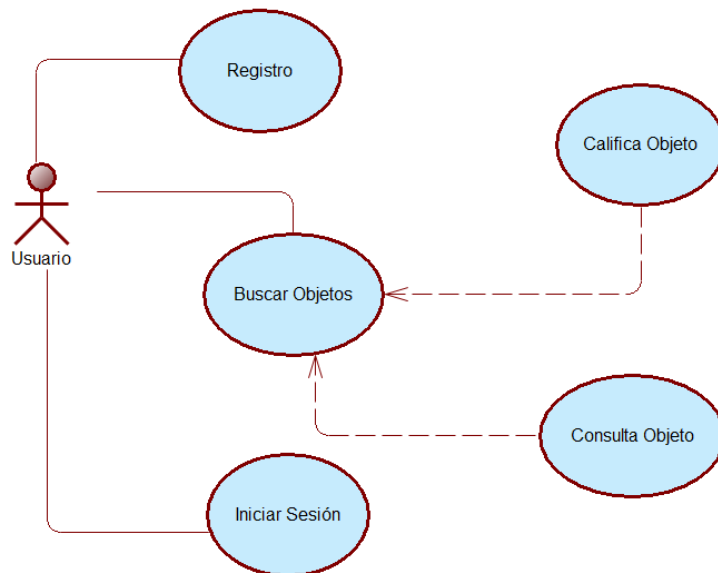 Registro
Califica Objeto
Usuario
Buscar Objetos
Consulta Objeto
Iniciar Sesión